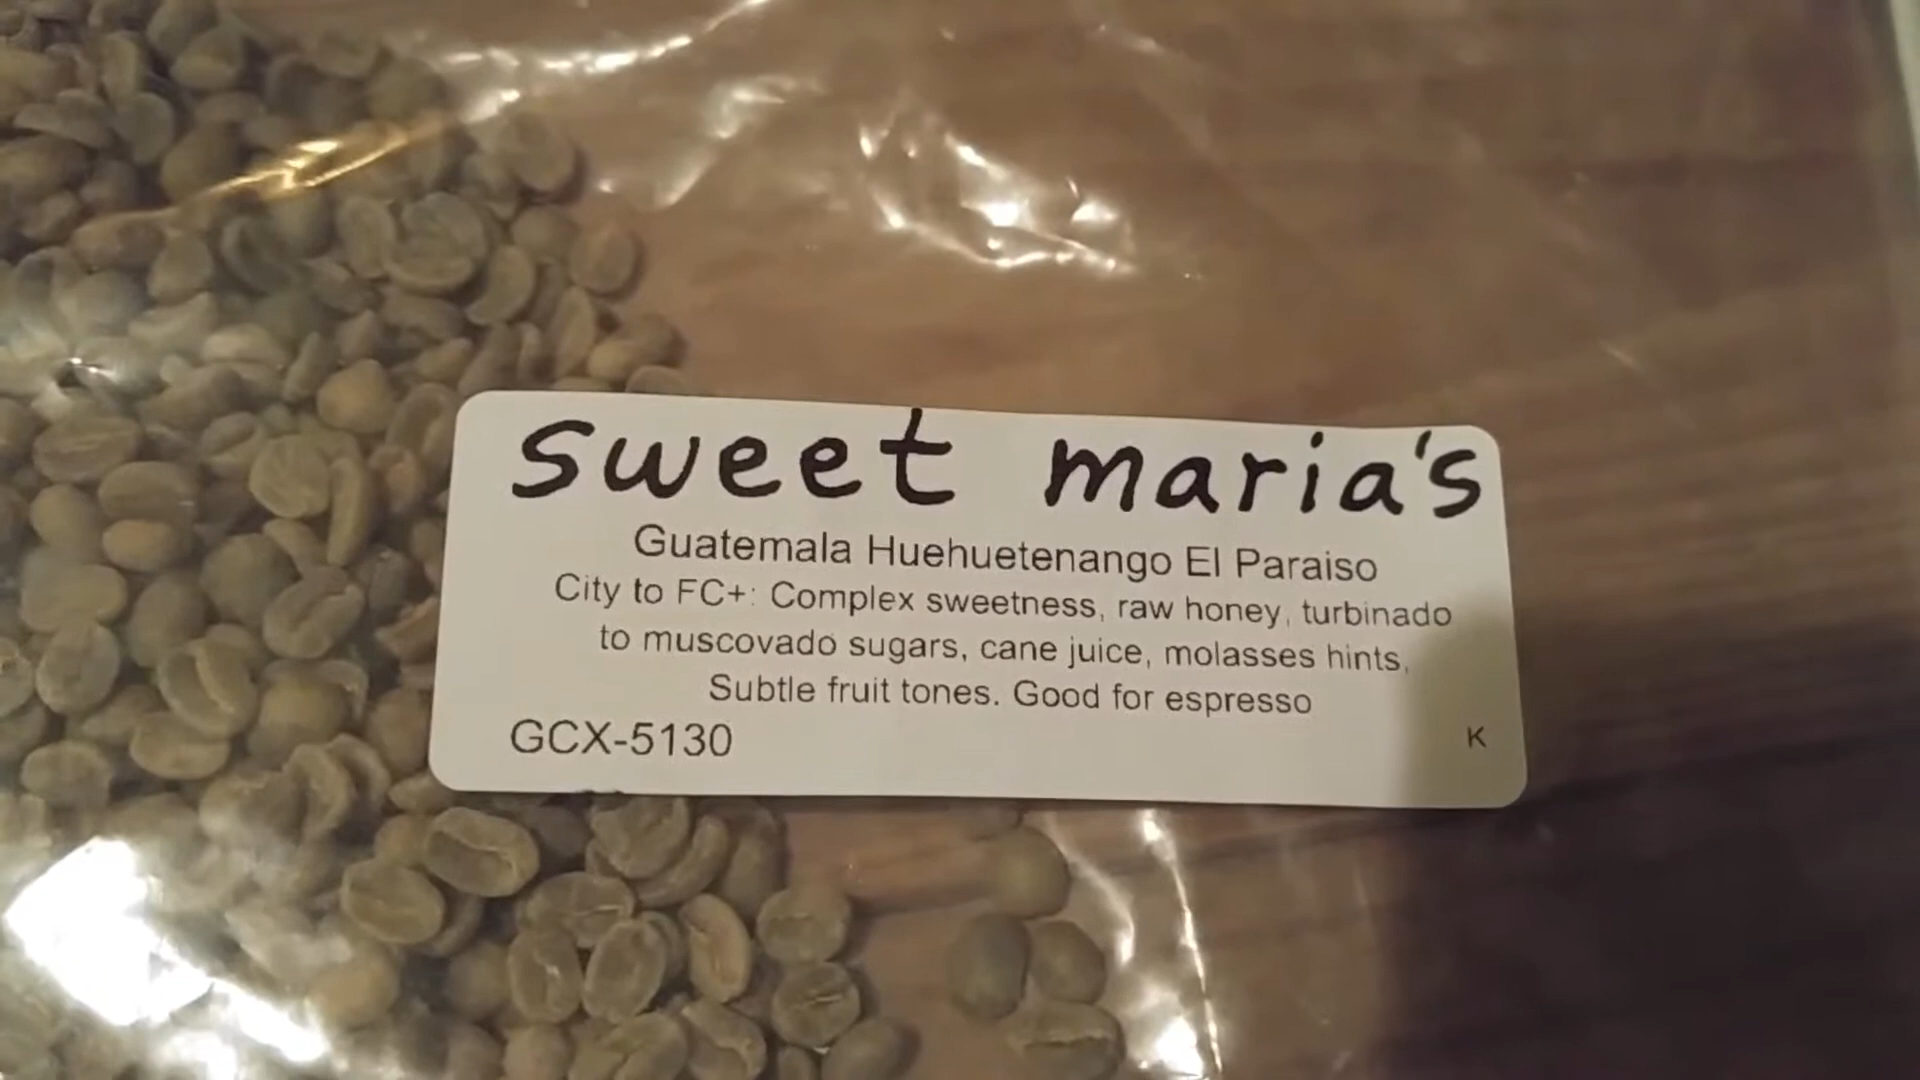 sweet maria's
Guatemala Huehuetenango El Paraiso
City to FC+: Complex sweetness, raw honey, turbinado
to muscovado sugars, cane juice, molasses hints,
Subtle fruit tones. Good for espresso
GCX-5130
K